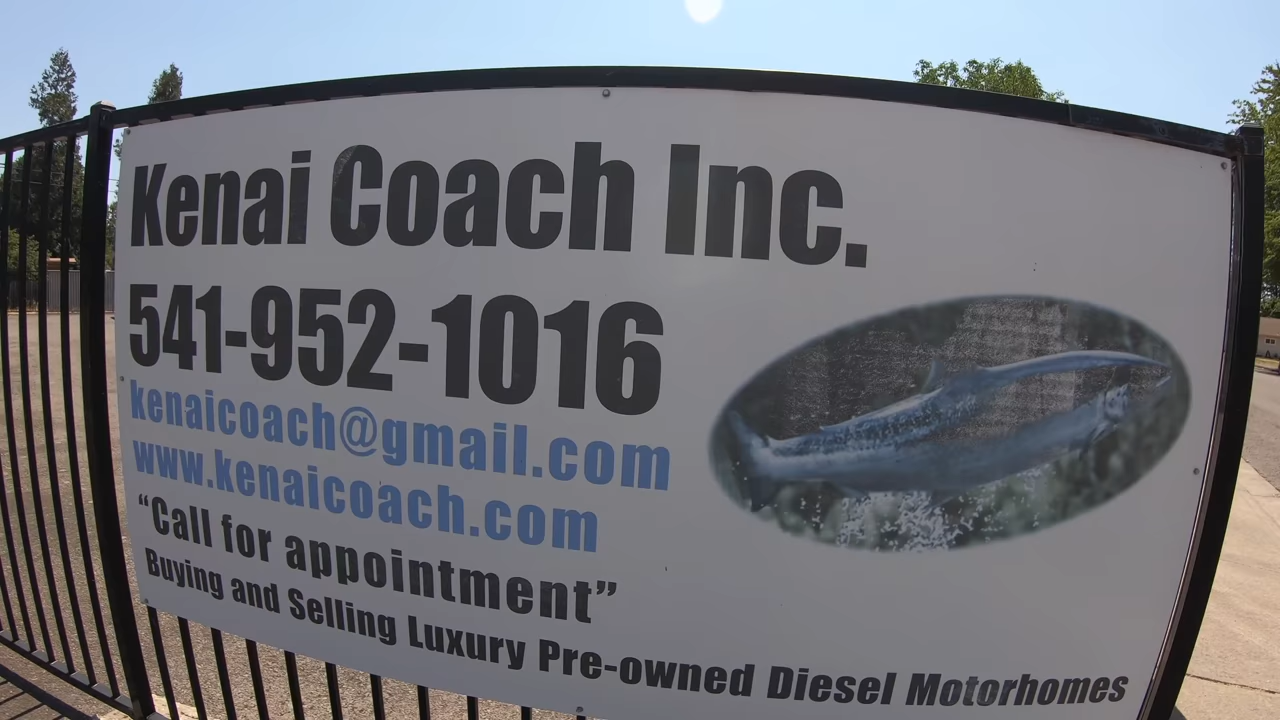 Kenai Coach Inc.
541-952-1016
kenaicoach@gmail.com
www.kenaicoach.com
“Call for appointment”
Buying and Selling Luxury Pre-owned Diesel Motorhomes